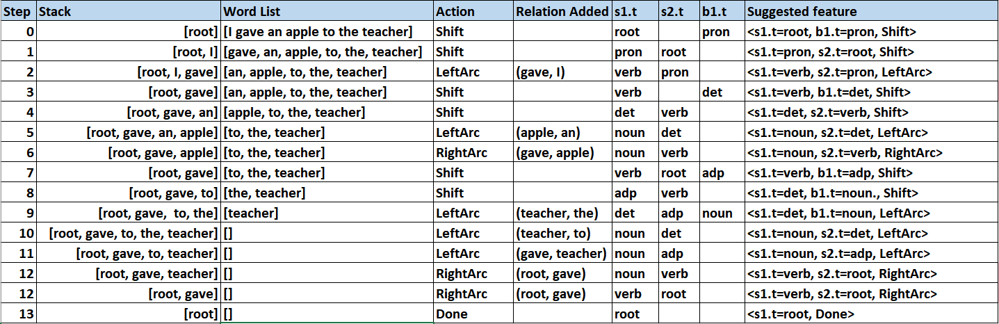 Step Stack Word List Action Relation Added s1.t s2.t b1.t Suggested feature
0 [root] [I gave an apple to the teacher] Shift root pron <s1.t=root, b1.t=pron, Shift>
1 [root, I] [gave, an, apple, to, the, teacher] Shift pron root <s1.t=pron, s2.t=root, Shift>
2 [root, I, gave] [an, apple, to, the, teacher] LeftArc (gave, I) verb pron <s1.t=verb, s2.t=pron, LeftArc>
3 [root, gave] [an, apple, to, the, teacher] Shift verb det <s1.t=verb, b1.t=det, Shift>
4 [root, gave, an] [apple, to, the, teacher] Shift det verb <s1.t=det, s2.t=verb, Shift>
5 [root, gave, an, apple] [to, the, teacher] LeftArc (apple, an) noun det <s1.t=noun, s2.t=det, LeftArc>
6 [root, gave, apple] [to, the, teacher] RightArc (gave, apple) noun verb <s1.t=noun, s2.t=verb, RightArc>
7 [root, gave] [to, the, teacher] Shift verb root adp <s1.t=verb, b1.t=adp, Shift>
8 [root, gave, to] [the, teacher] Shift adp verb <s1.t=det, b1.t=noun., Shift>
9 [root, gave, to, the] [teacher] LeftArc (teacher, the) det adp noun <s1.t=det, b1.t=noun, LeftArc>
10 [root, gave, to, the, teacher] [] LeftArc (teacher, to) noun det <s1.t=noun, s2.t=det, LeftArc>
11 [root, gave, to, teacher] [] LeftArc (gave, teacher) noun adp <s1.t=noun, s2.t=adp, LeftArc>
12 [root, gave, teacher] [] RightArc (root, gave) noun verb <s1.t=verb, s2.t=root, RightArc>
12 [root, gave] [] RightArc (root, gave) verb root <s1.t=verb, s2.t=root, RightArc>
13 [root] [] Done root <s1.t=root, Done>